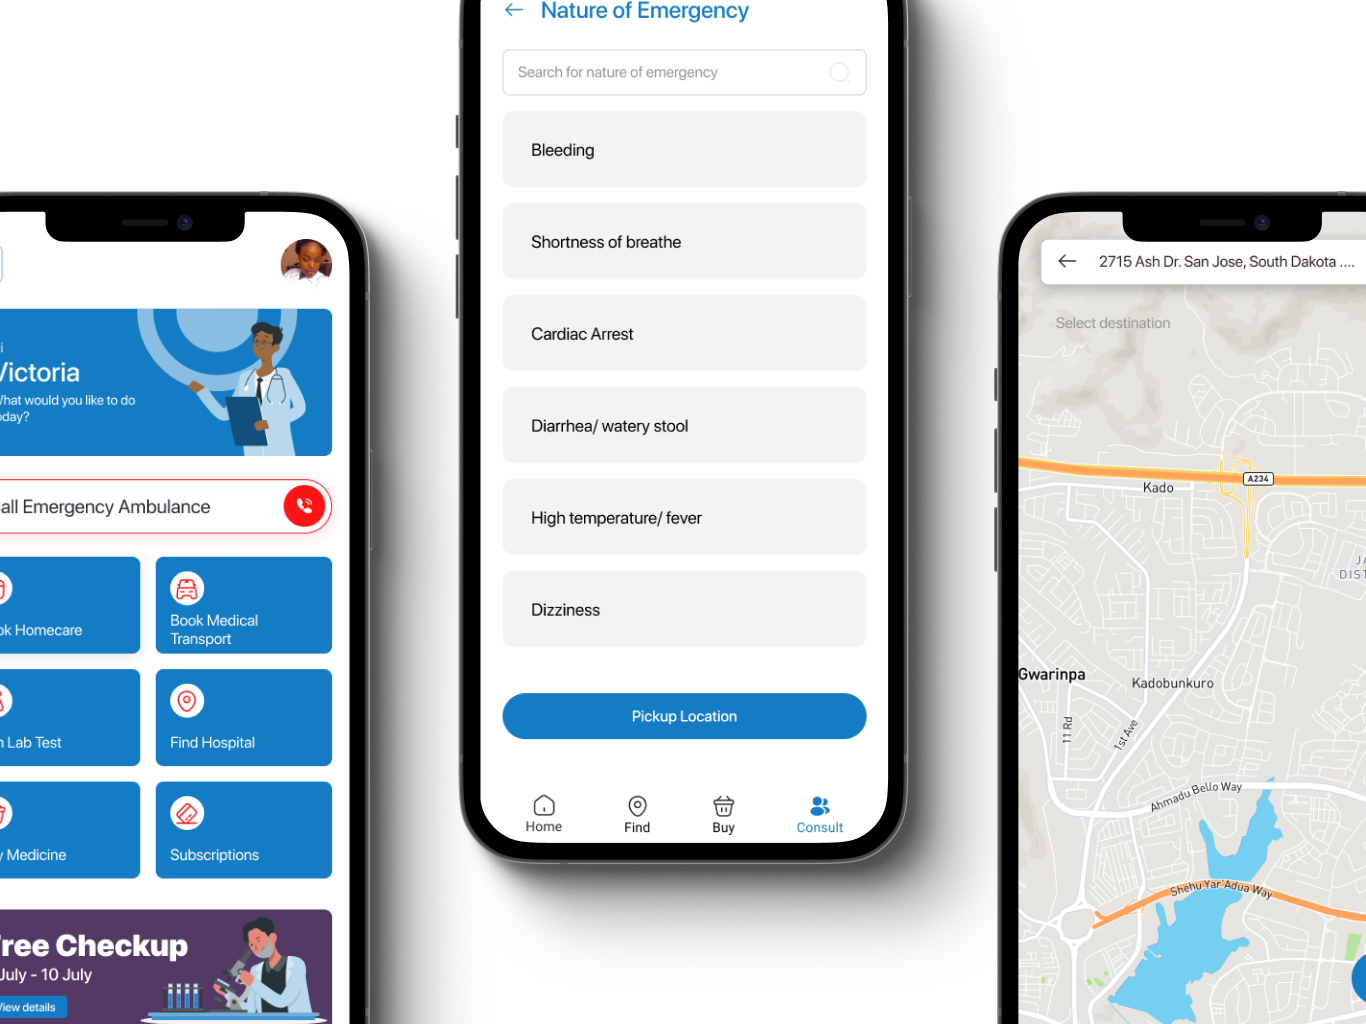 Nature of Emergency
Search for nature of emergency
Bleeding
Shortness of breathe
Cardiac Arrest
Diarrhea/ watery stool
High temperature/ fever
Dizziness
Pickup Location
Home
Find
Buy
Consult
i
Victoria
What would you like to do
oday?
all Emergency Ambulance
ok Homecare
Book Medical
Transport
Lab Test
Find Hospital
y Medicine
Subscriptions
Free Checkup
July - 10 July
View details
2715 Ash Dr. San Jose, South Dakota ....
Select destination
A234
Kado
JA
DIST
Gwarinpa
Kadobunkuro
11 Rd
1st Ave
Ahmadu Bello Way
Shehu Yar'Adua Way